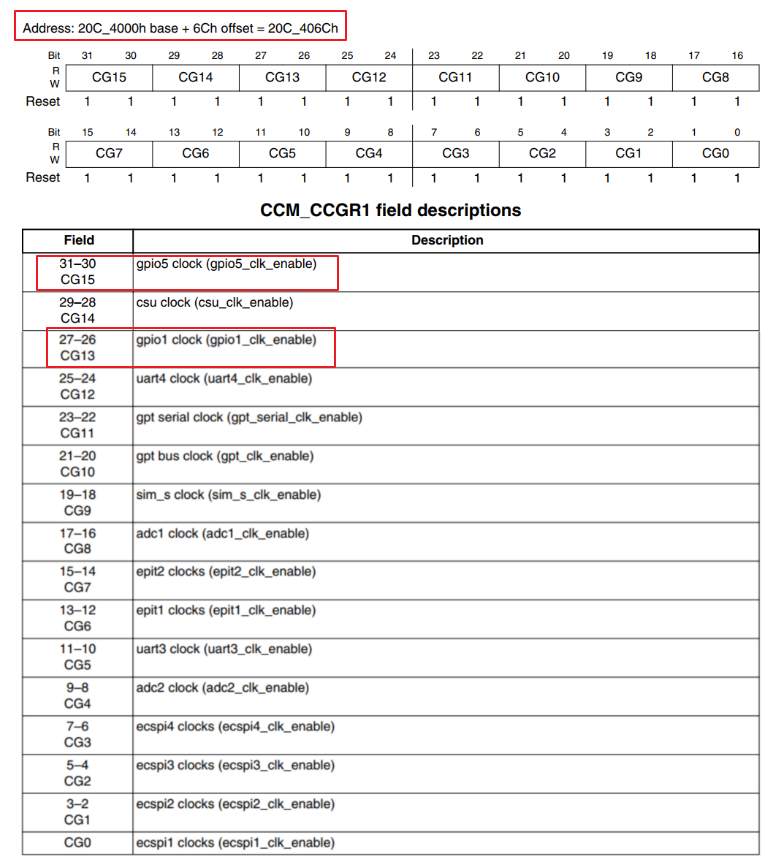 Address: 20C_4000h base + 6Ch offset = 20C_406Ch
Bit 31 30 29 28 27 26 25 24 23 22 21 20 19 18 17 16
R
W
CG15 CG14 CG13 CG12 CG11 CG10 CG9 CG8
Reset 1 1 1 1 1 1 1 1 1 1 1 1 1 1 1 1
Bit 15 14 13 12 11 10 9 8 7 6 5 4 3 2 1 0
R
W
CG7 CG6 CG5 CG4 CG3 CG2 CG1 CG0
Reset 1 1 1 1 1 1 1 1 1 1 1 1 1 1 1 1
CCM_CCGR1 field descriptions
Field Description
31–30 gpio5 clock (gpio5_clk_enable)
CG15
29–28 csu clock (csu_clk_enable)
CG14
27–26 gpio1 clock (gpio1_clk_enable)
CG13
25–24 uart4 clock (uart4_clk_enable)
CG12
23–22 gpt serial clock (gpt_serial_clk_enable)
CG11
21–20 gpt bus clock (gpt_clk_enable)
CG10
19–18 sim_s clock (sim_s_clk_enable)
CG9
17–16 adc1 clock (adc1_clk_enable)
CG8
15–14 epit2 clocks (epit2_clk_enable)
CG7
13–12 epit1 clocks (epit1_clk_enable)
CG6
11–10 uart3 clock (uart3_clk_enable)
CG5
9–8 adc2 clock (adc2_clk_enable)
CG4
7–6 ecspi4 clocks (ecspi4_clk_enable)
CG3
5–4 ecspi3 clocks (ecspi3_clk_enable)
CG2
3–2 ecspi2 clocks (ecspi2_clk_enable)
CG1
CG0 ecspi1 clocks (ecspi1_clk_enable)